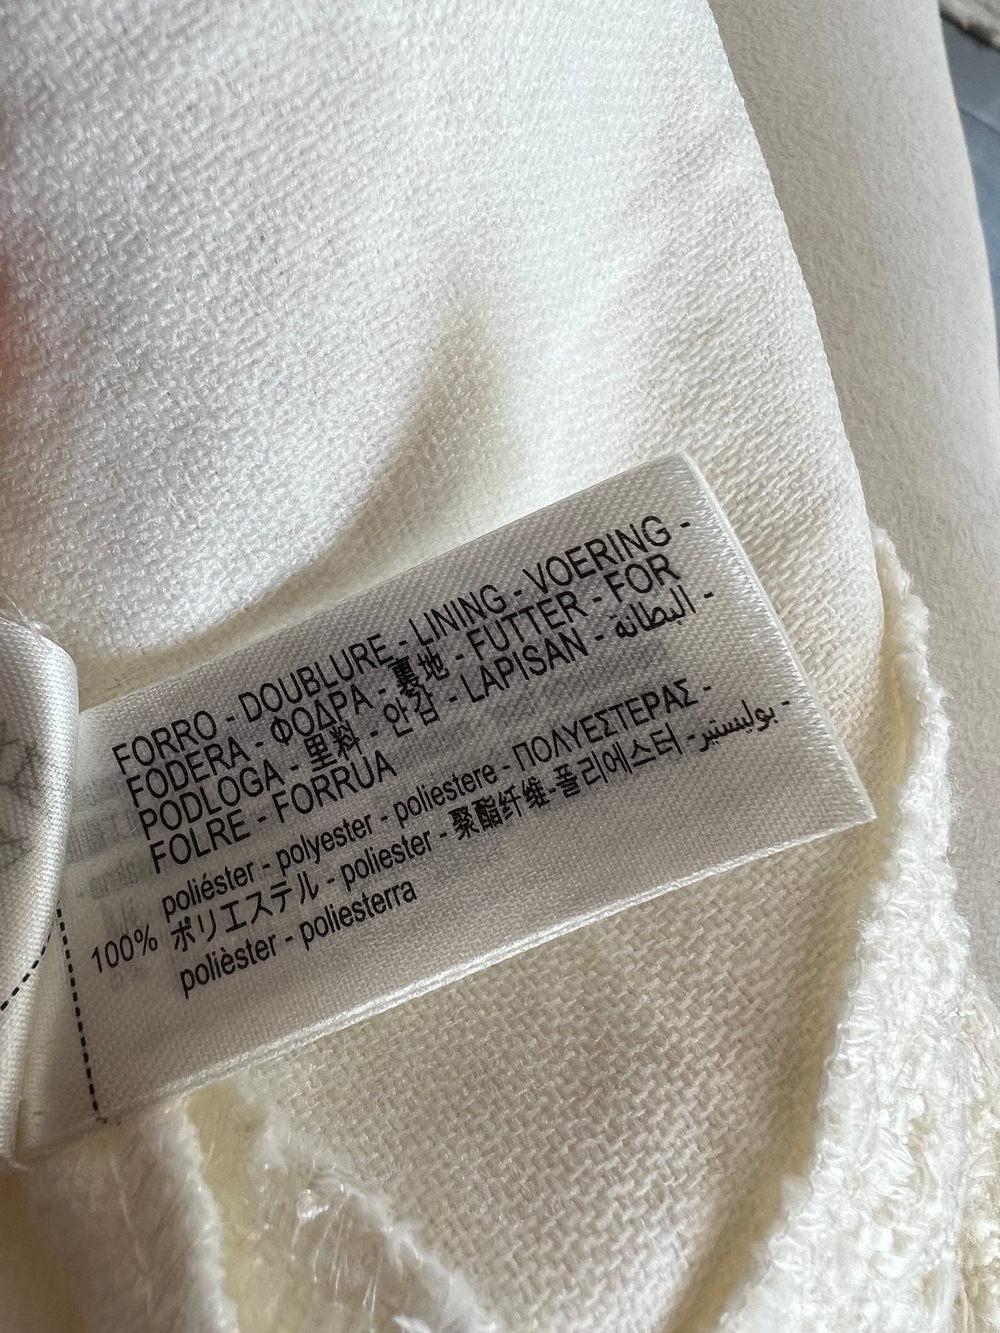 FORRO - DOUBLURE - LINING - VOERING -
FODERA - ΦΟΔΡΑ - 裏地 - FUTTER - FOR
PODLOGA - 里料 - 안감 - LAPISAN - البطانة -
FOLRE - FORRUA
poliéster - polyester - poliestere - ΠΟΛΥΕΣΤΕΡΑΣ -
100% ポリエステル - poliester - 聚酯纤维-폴리에스터 -بوليستير -
polièster - poliesterra